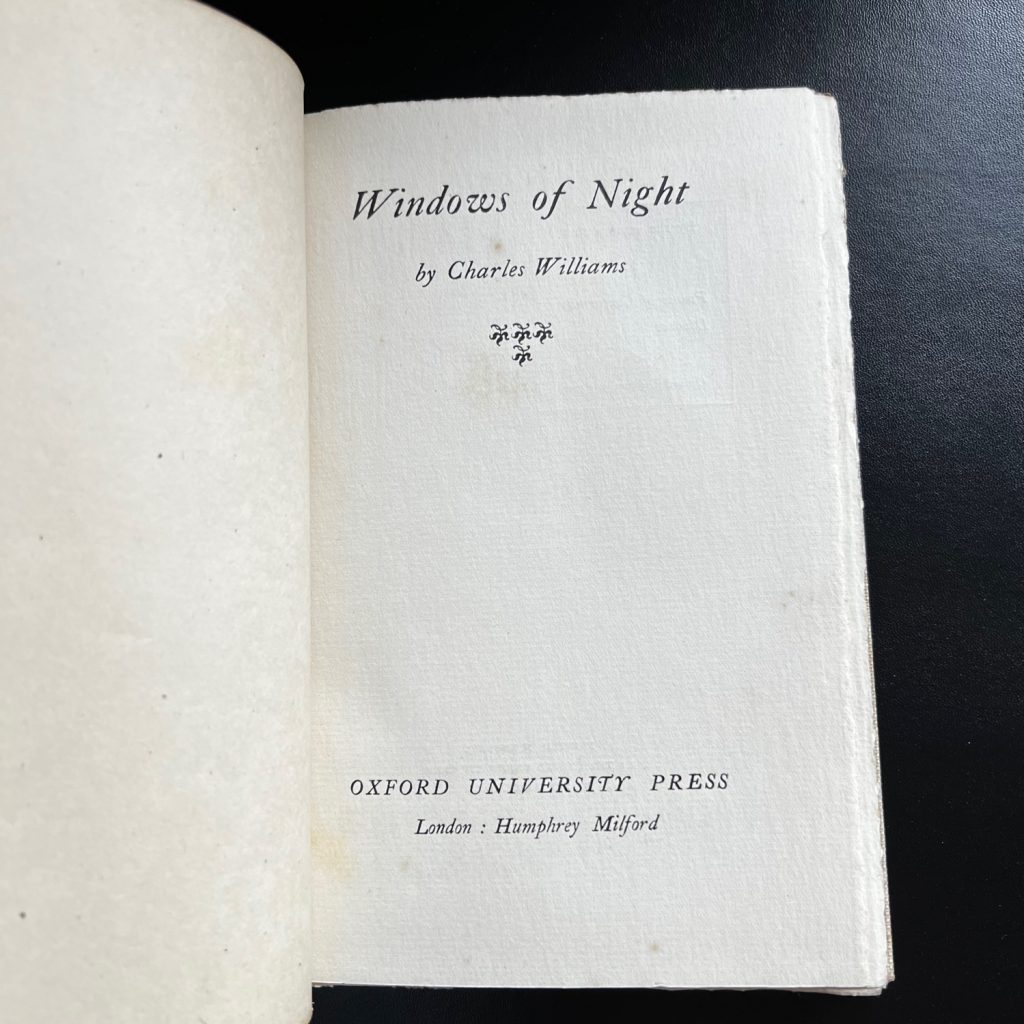 Windows of Night
by Charles Williams
OXFORD UNIVERSITY PRESS
London : Humphrey Milford